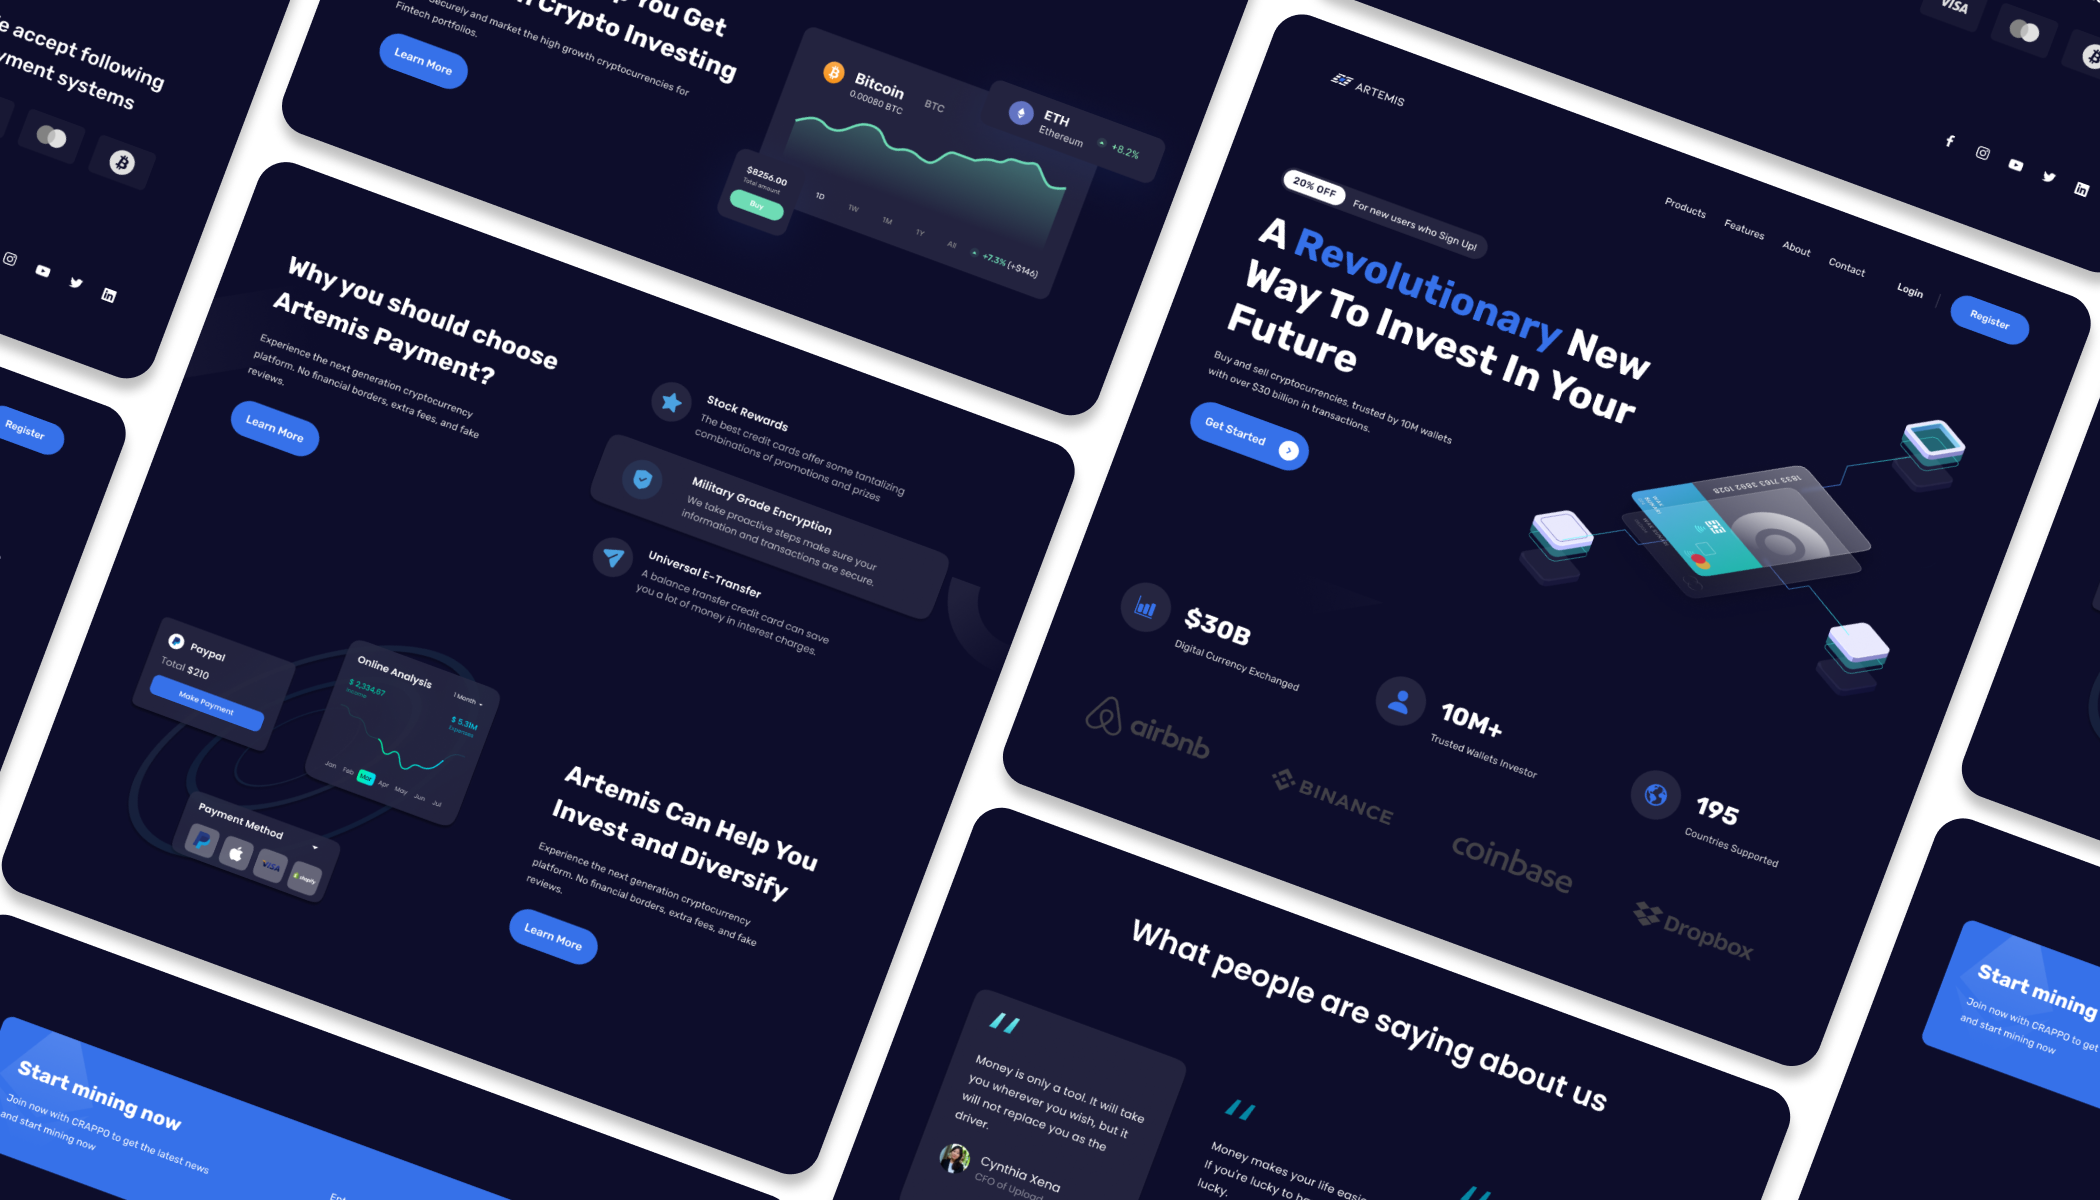 e accept following
yment systems
Register
You Get
Crypto Investing
securely and market the high growth cryptocurrencies for
Fintech portfolios.
Learn More
Bitcoin
0.00080 BTC
BTC
ETH
Ethereum
+8.2%
$8256.00
Total amount
Buy
1D
1W
1M
1Y
All
+7.3% (+$146)
Why you should choose
Artemis Payment?
Experience the next generation cryptocurrency
platform. No financial borders, extra fees, and fake
reviews.
Learn More
Stock Rewards
The best credit cards offer some tantalizing
combinations of promotions and prizes
Military Grade Encryption
We take proactive steps make sure your
information and transactions are secure.
Universal E-Transfer
A balance transfer credit card can save
you a lot of money in interest charges.
Paypal
Total $210
Make Payment
Online Analysis
1 Month
$ 2,334.67
Income
$ 5.31M
Expenses
Jan
Feb
Mar
Apr
May
Jun
Jul
Payment Method
VISA
shopify
Artemis Can Help You
Invest and Diversify
Experience the next generation cryptocurrency
platform. No financial borders, extra fees, and fake
reviews.
Learn More
Start mining now
Join now with CRAPPO to get the latest news
and start mining now
Ent
VISA
ARTEMIS
Products
Features
About
Contact
Login
Register
20% OFF
For new users who Sign Up!
A Revolutionary New
Way To Invest In Your
Future
Buy and sell cryptocurrencies, trusted by 10M wallets
with over $30 billion in transactions.
Get Started
1833 7163 3892 1028
$30B
Digital Currency Exchanged
10M+
Trusted Wallets Investor
195
Countries Supported
airbnb
BINANCE
coinbase
Dropbox
What people are saying about us
Money is only a tool. It will take
you wherever you wish, but it
will not replace you as the
driver.
Cynthia Xena
CFO of Upload
Money makes your life easie
If you're lucky to ha
lucky.
Start mining
Join now with CRAPPO to get
and start mining now